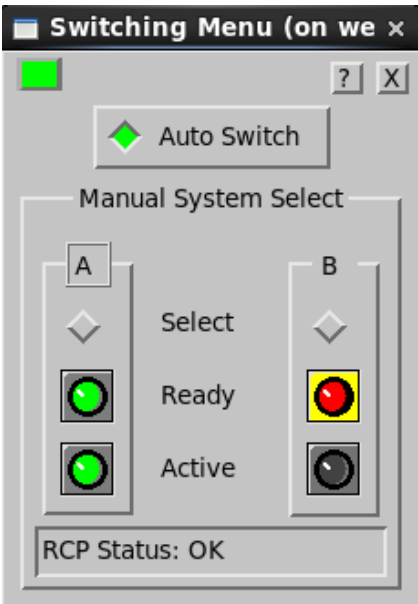 Switching Menu (on we ×
? X
Auto Switch
Manual System Select
A B
Select
Ready
Active
RCP Status: OK